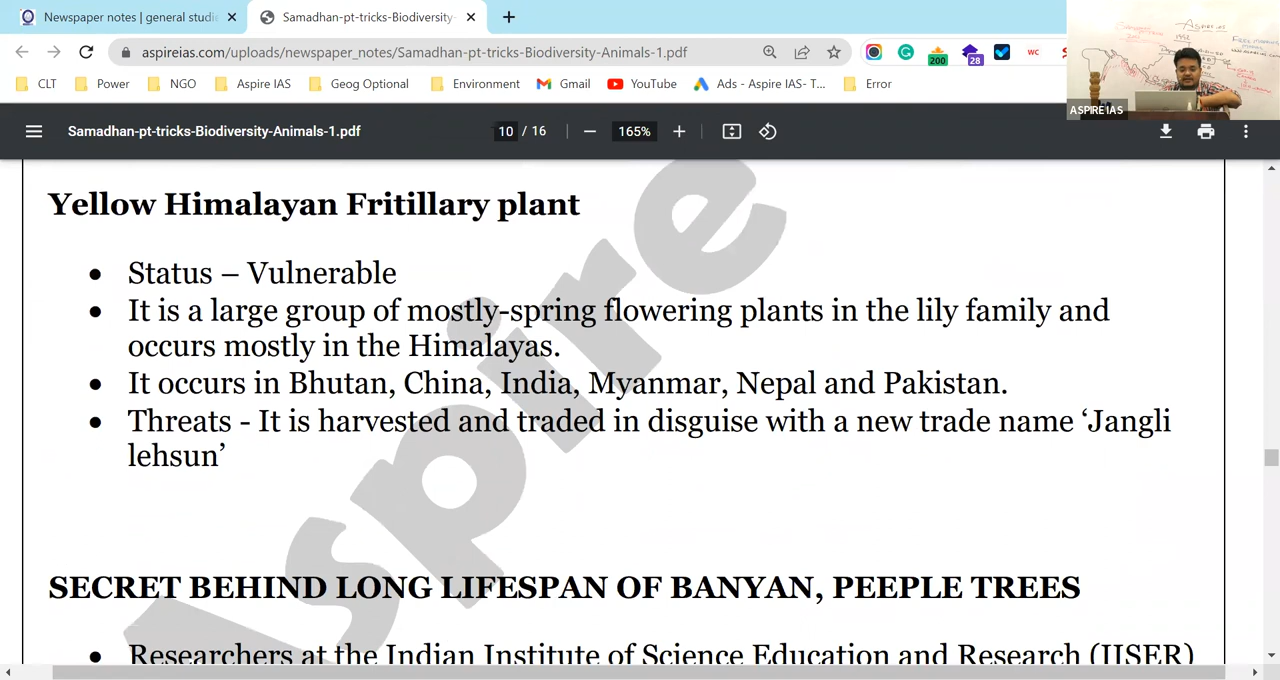 Newspaper notes | general studi
Samadhan-pt-tricks-Biodiversity-
aspireias.com/uploads/newspaper_notes/Samadhan-pt-tricks-Biodiversity-Animals-1.pdf
200
28
WC
CLT
Power
NGO
Aspire IAS
Geog Optional
Environment
Gmail
YouTube
Ads - Aspire IAS- T...
Error
ASPIRE IAS
Samadhan-pt-tricks-Biodiversity-Animals-1.pdf
10 / 16
165%
Yellow Himalayan Fritillary plant
• Status – Vulnerable
• It is a large group of mostly-spring flowering plants in the lily family and
occurs mostly in the Himalayas.
• It occurs in Bhutan, China, India, Myanmar, Nepal and Pakistan.
• Threats - It is harvested and traded in disguise with a new trade name ‘Jangli
lehsun’
Aspire
SECRET BEHIND LONG LIFESPAN OF BANYAN, PEEPLE TREES
• Researchers at the Indian Institute of Science Education and Research (IISER)